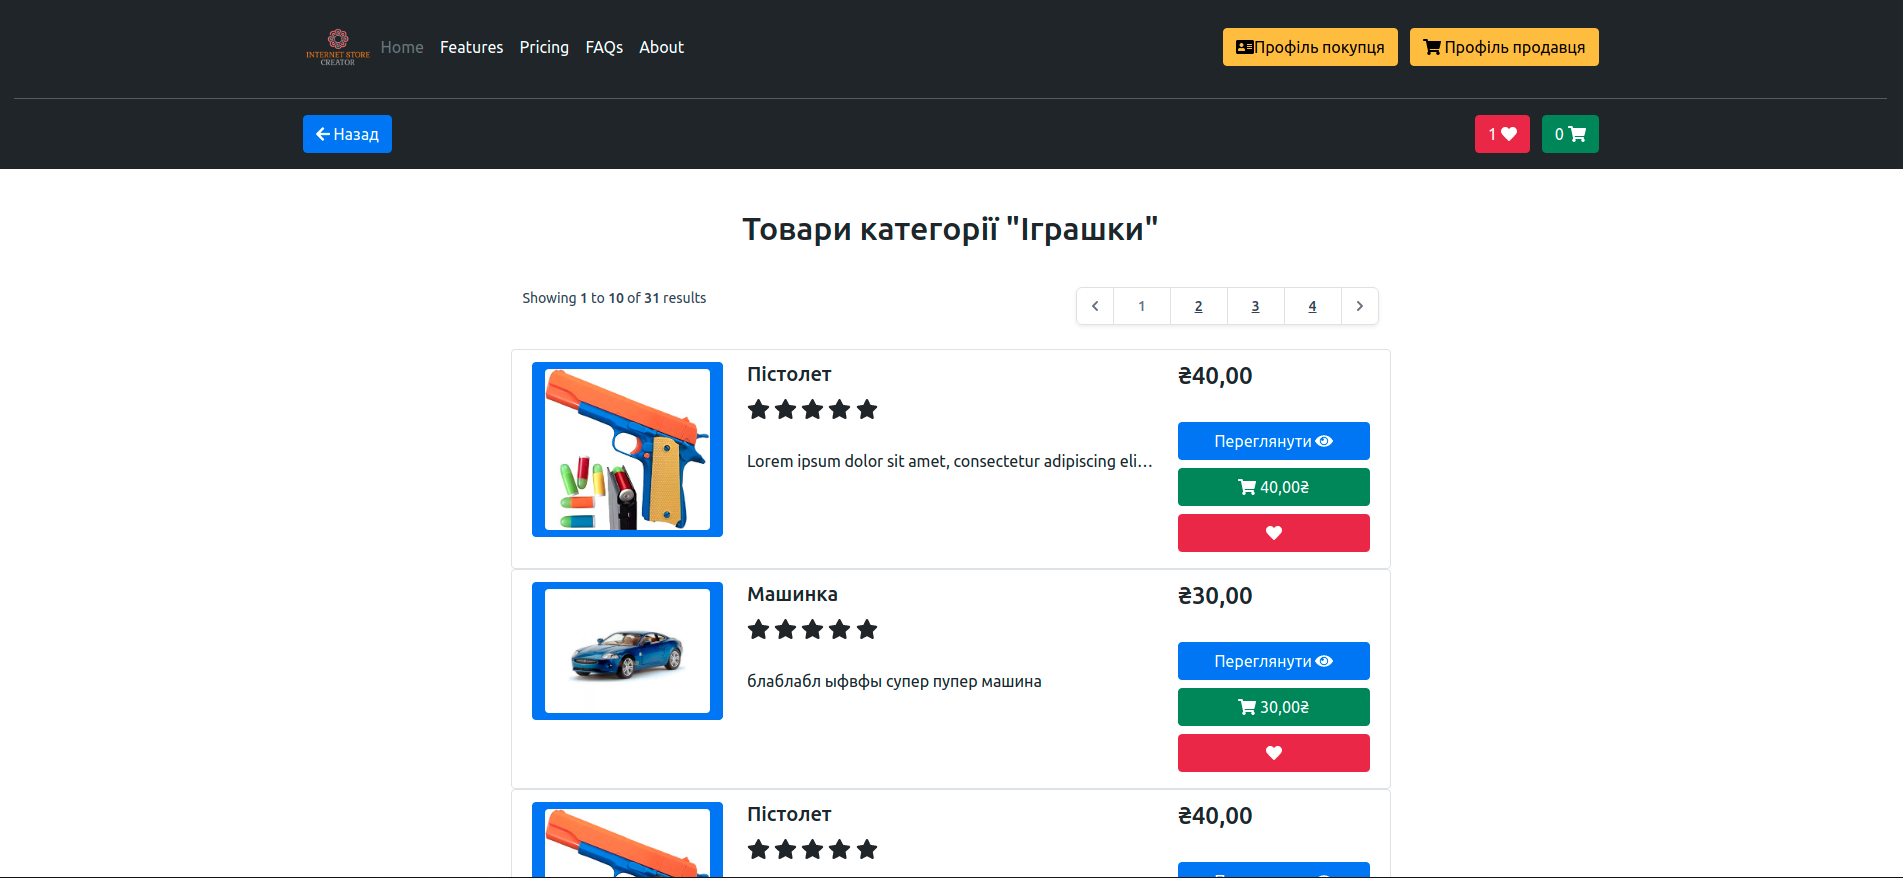 INTERNET STORE
CREATOR
Home Features Pricing FAQs About
Профіль покупця
Профіль продавця
Назад
1
0
Товари категорії "Іграшки"
Showing 1 to 10 of 31 results
1 2 3 4
Пістолет
₴40,00
Lorem ipsum dolor sit amet, consectetur adipiscing eli...
Переглянути
40,00₴
Машинка
₴30,00
блаблабл ыфвфы супер пупер машина
Переглянути
30,00₴
Пістолет
₴40,00